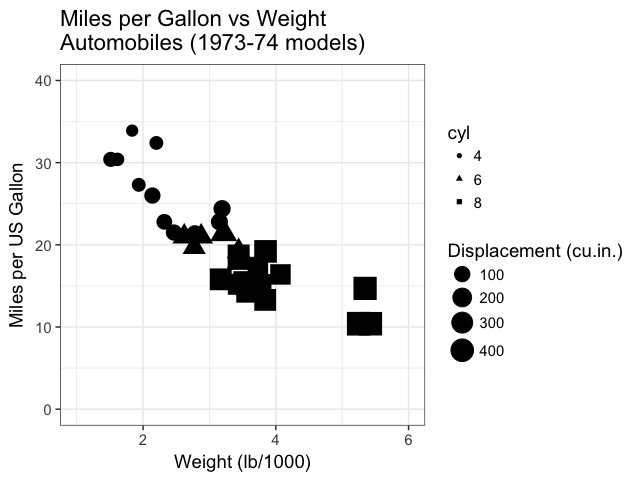 Miles per Gallon vs Weight
Automobiles (1973-74 models)
40
30
20
10
0
Miles per US Gallon
2
4
6
Weight (lb/1000)
cyl
4
6
8
Displacement (cu.in.)
100
200
300
400